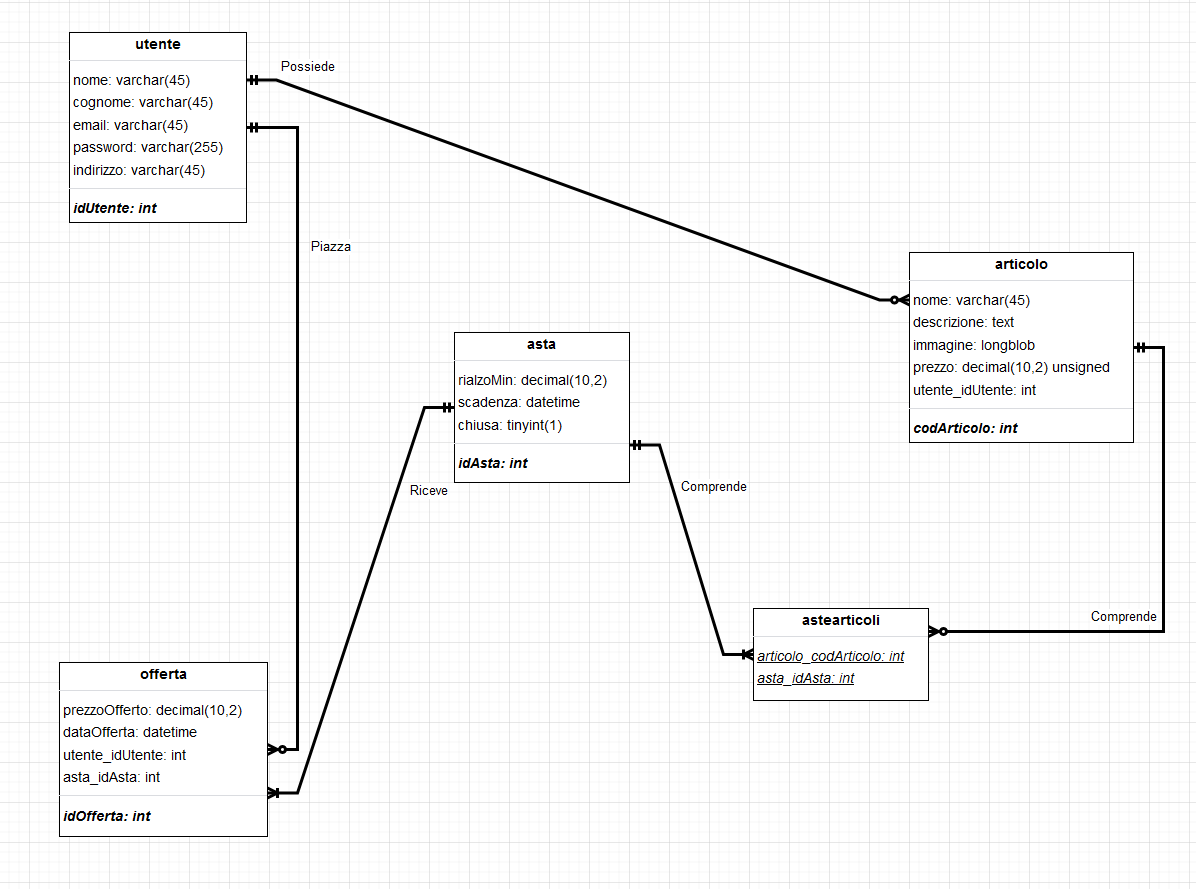 utente
nome: varchar(45)
cognome: varchar(45)
email: varchar(45)
password: varchar(255)
indirizzo: varchar(45)
idUtente: int
Possiede
Piazza
articolo
nome: varchar(45)
descrizione: text
immagine: longblob
prezzo: decimal(10,2) unsigned
utente_idUtente: int
codArticolo: int
asta
rialzoMin: decimal(10,2)
scadenza: datetime
chiusa: tinyint(1)
idAsta: int
Riceve
Comprende
Comprende
astearticoli
articolo_codArticolo: int
asta_idAsta: int
offerta
prezzoOfferto: decimal(10,2)
dataOfferta: datetime
utente_idUtente: int
asta_idAsta: int
idOfferta: int